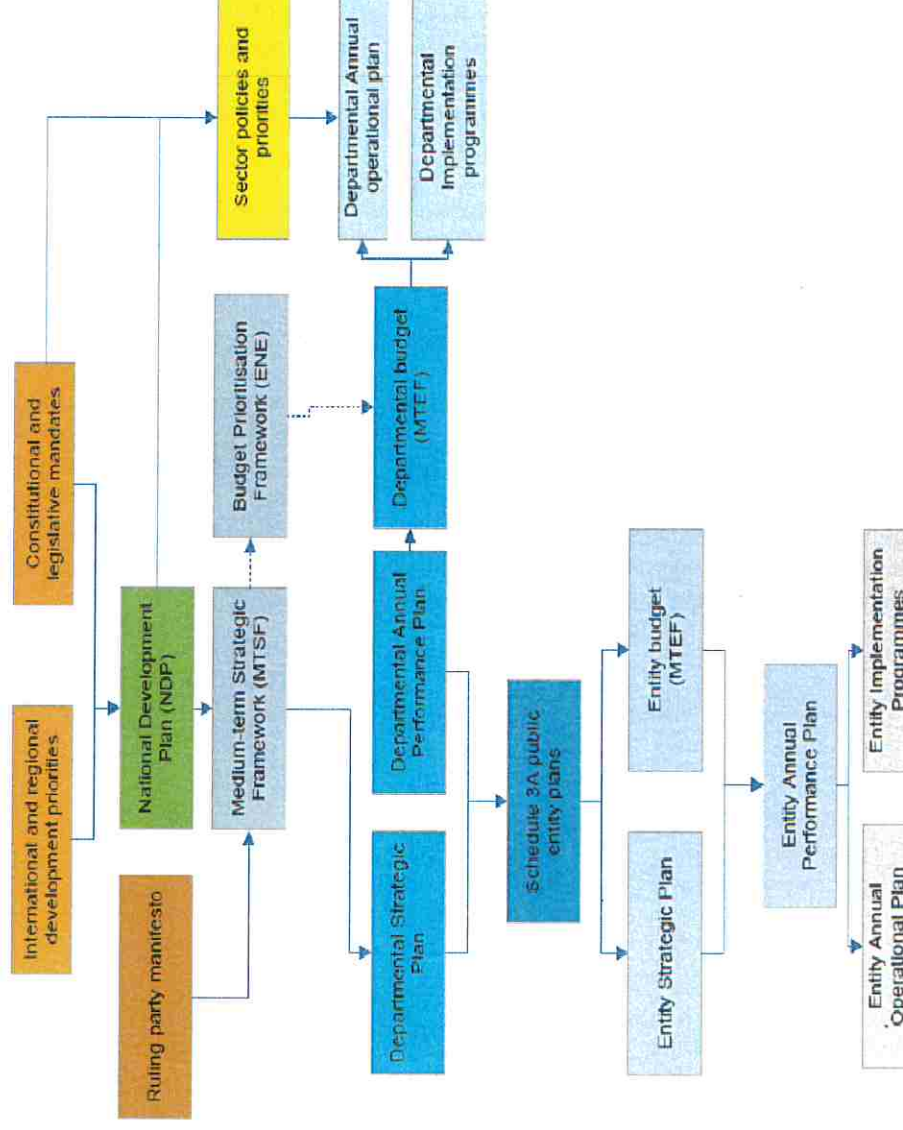 International and regional
development priorities
Constitutional and
legislative mandates
Ruling party manifesto
National Development
Plan (NDP)
Medium-term Strategic
Framework (MTSF)
Budget Prioritisation
Framework (ENE)
Sector policies and
priorities
Departmental Strategic
Plan
Departmental Annual
Performance Plan
Departmental budget
(MTEF)
Departmental Annual
operational plan
Departmental
Implementation
programmes
Schedule 3A public
entity plans
Entity Strategic Plan
Entity budget
(MTEF)
Entity Annual
Performance Plan
Entity Annual
Operational Plan
Entity Implementation
Programmes